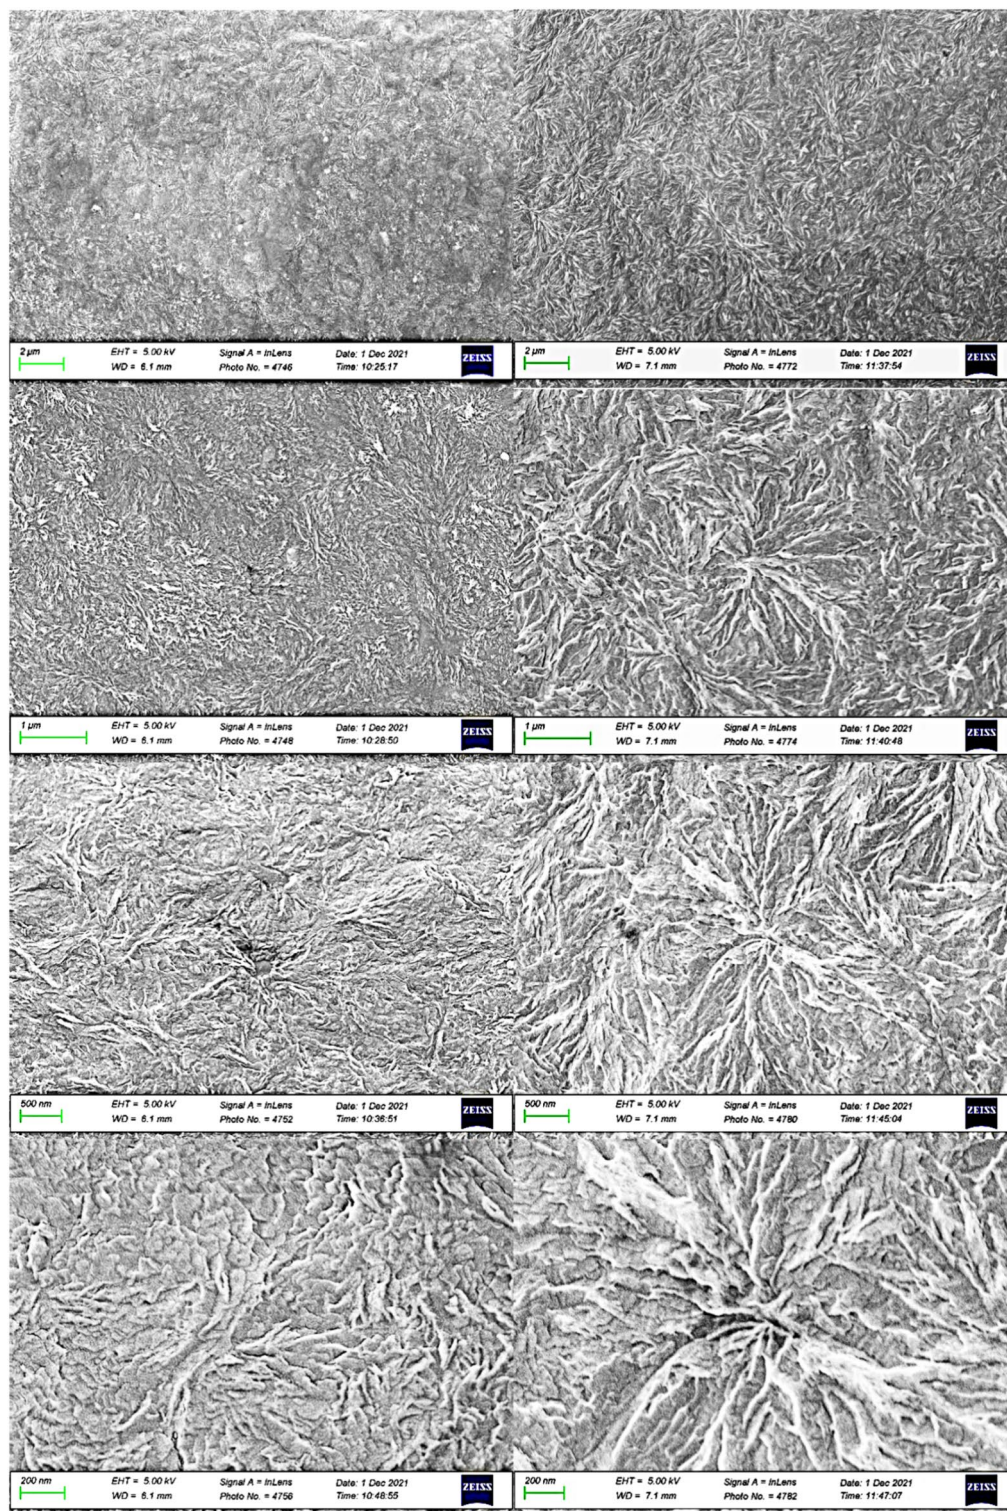 2 µm EHT = 5.00 kV Signal A = InLens Date: 1 Dec 2021 ZEISS
WD = 6.1 mm Photo No. = 4746 Time: 10:25:17
2 µm EHT = 5.00 kV Signal A = InLens Date: 1 Dec 2021 ZEISS
WD = 7.1 mm Photo No. = 4772 Time: 11:37:54
1 µm EHT = 5.00 kV Signal A = InLens Date: 1 Dec 2021 ZEISS
WD = 6.1 mm Photo No. = 4748 Time: 10:28:50
1 µm EHT = 5.00 kV Signal A = InLens Date: 1 Dec 2021 ZEISS
WD = 7.1 mm Photo No. = 4774 Time: 11:40:48
500 nm EHT = 5.00 kV Signal A = InLens Date: 1 Dec 2021 ZEISS
WD = 6.1 mm Photo No. = 4752 Time: 10:36:51
500 nm EHT = 5.00 kV Signal A = InLens Date: 1 Dec 2021 ZEISS
WD = 7.1 mm Photo No. = 4780 Time: 11:45:04
200 nm EHT = 5.00 kV Signal A = InLens Date: 1 Dec 2021 ZEISS
WD = 6.1 mm Photo No. = 4756 Time: 10:48:55
200 nm EHT = 5.00 kV Signal A = InLens Date: 1 Dec 2021 ZEISS
WD = 7.1 mm Photo No. = 4782 Time: 11:47:07